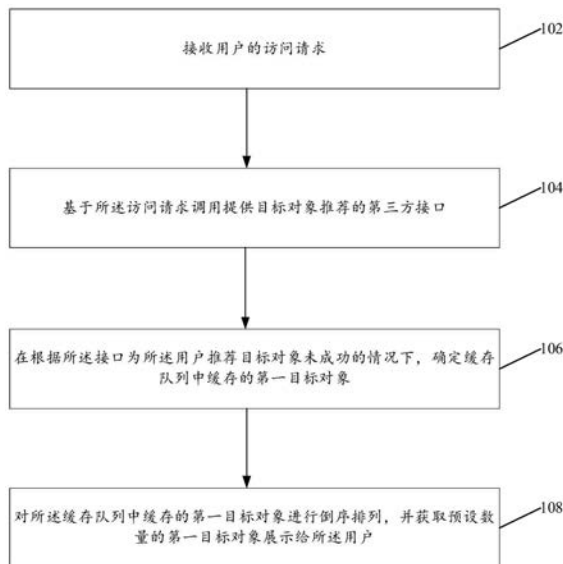 接收用户的访问请求
102
基于所述访问请求调用提供目标对象推荐的第三方接口
104
在根据所述接口为所述用户推荐目标对象未成功的情况下，确定缓存
队列中缓存的第一目标对象
106
对所述缓存队列中缓存的第一目标对象进行倒序排列，并获取预设数
量的第一目标对象展示给所述用户
108